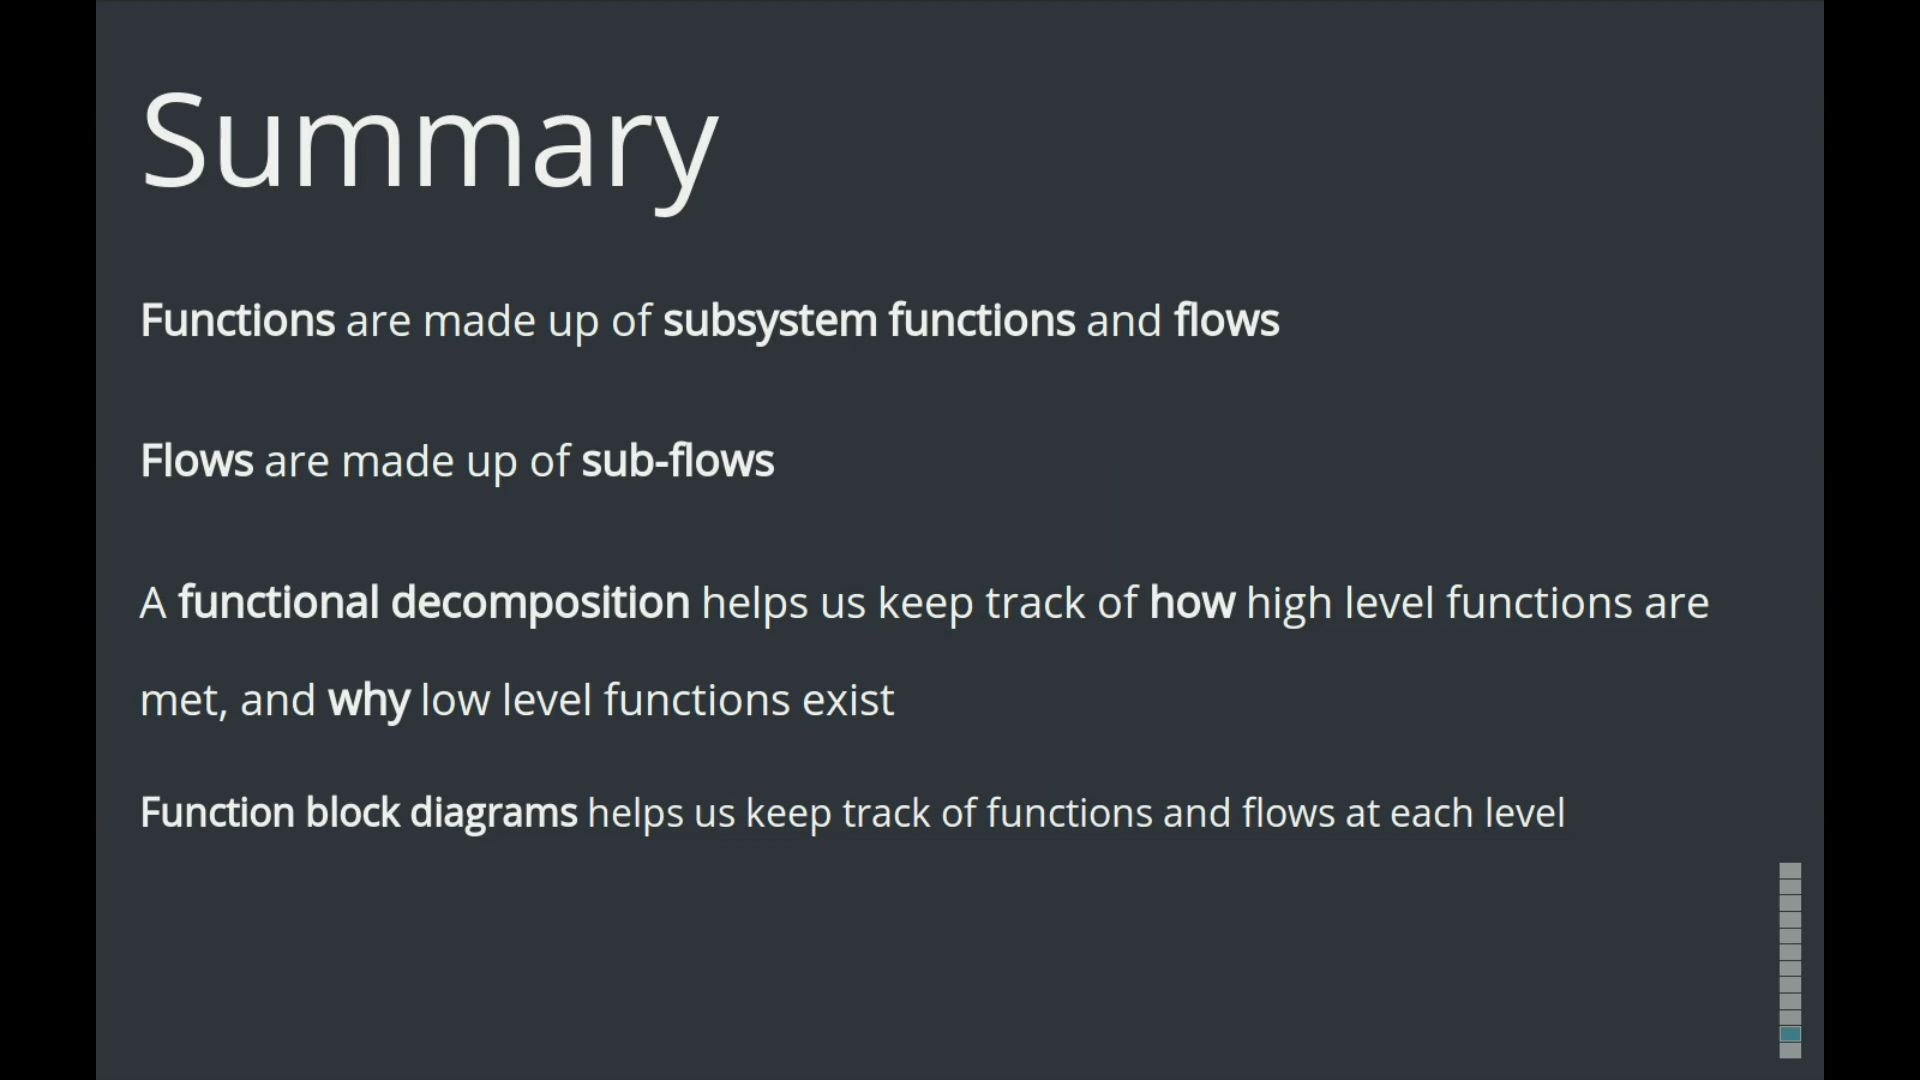 Summary
Functions are made up of subsystem functions and flows
Flows are made up of sub-flows
A functional decomposition helps us keep track of how high level functions are
met, and why low level functions exist
Function block diagrams helps us keep track of functions and flows at each level